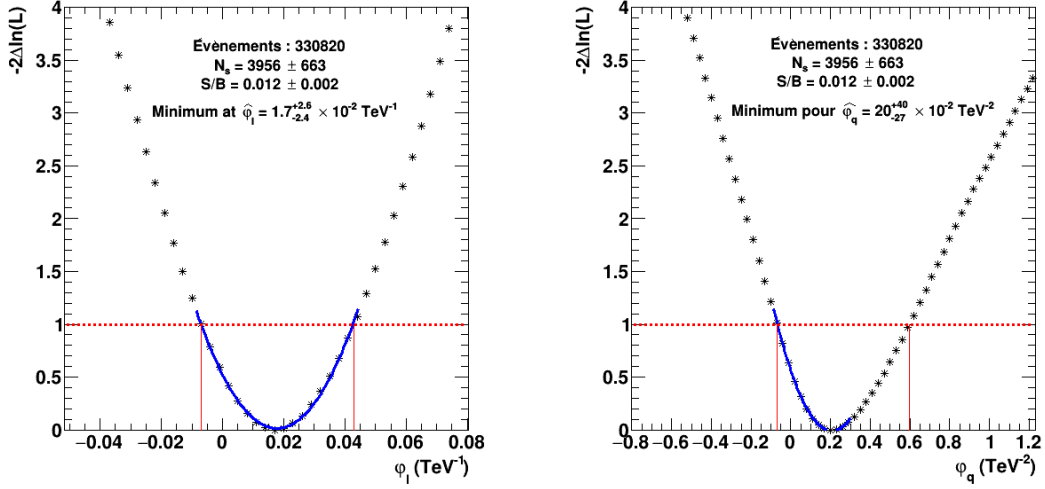 -2Δln(L)
4
3.5
3
2.5
2
1.5
1
0.5
0
Évènements : 330820
Nₛ = 3956 ± 663
S/B = 0.012 ± 0.002
Minimum at φ̂ₗ = 1.7⁺²·⁶₋₂.₄ × 10⁻² TeV⁻¹
−0.04 −0.02 0 0.02 0.04 0.06 0.08
φₗ (TeV⁻¹)
-2Δln(L)
4
3.5
3
2.5
2
1.5
1
0.5
0
Évènements : 330820
Nₛ = 3956 ± 663
S/B = 0.012 ± 0.002
Minimum pour φ̂_q = 20⁺⁴⁰₋₂₇ × 10⁻² TeV⁻²
−0.8 −0.6 −0.4 −0.2 0 0.2 0.4 0.6 0.8 1 1.2
φ_q (TeV⁻²)